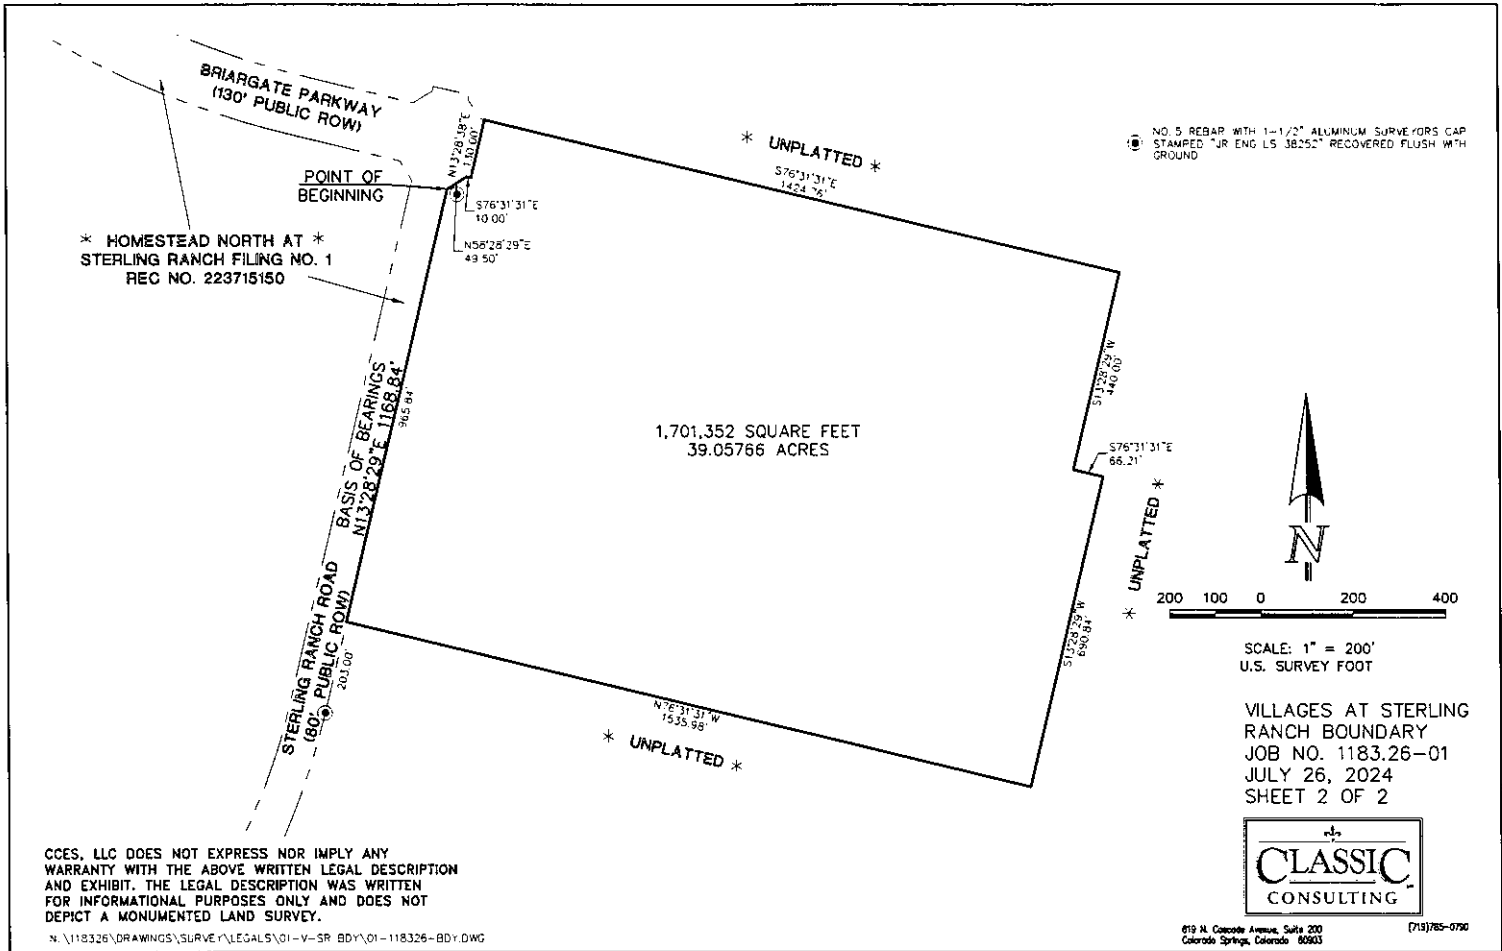 BRIARGATE PARKWAY
(130' PUBLIC ROW)
N13°28'38"E
130.00'
* UNPLATTED *
S76°31'31"E
1424.76'
NO. 5 REBAR WITH 1-1/2" ALUMINUM SURVEYORS CAP
STAMPED "JR ENG LS 38252" RECOVERED FLUSH WITH
GROUND
POINT OF
BEGINNING
S76°31'31"E
10.00'
N58°28'29"E
49.50'
* HOMESTEAD NORTH AT *
STERLING RANCH FILING NO. 1
REC NO. 223715150
BASIS OF BEARINGS
N13°28'29"E 1168.84'
965.84'
1,701,352 SQUARE FEET
39.05766 ACRES
S13°28'29"W
440.00'
S76°31'31"E
66.21'
* UNPLATTED *
S13°28'29"W
690.84'
STERLING RANCH ROAD
(80' PUBLIC ROW)
203.00'
N76°31'31"W
1535.98'
* UNPLATTED *
N
200 100 0 200 400
SCALE: 1" = 200'
U.S. SURVEY FOOT
VILLAGES AT STERLING
RANCH BOUNDARY
JOB NO. 1183.26-01
JULY 26, 2024
SHEET 2 OF 2
CLASSIC
CONSULTING
619 N. Cascade Avenue, Suite 200
Colorado Springs, Colorado 80903
(719)785-0790
CCES, LLC DOES NOT EXPRESS NOR IMPLY ANY
WARRANTY WITH THE ABOVE WRITTEN LEGAL DESCRIPTION
AND EXHIBIT. THE LEGAL DESCRIPTION WAS WRITTEN
FOR INFORMATIONAL PURPOSES ONLY AND DOES NOT
DEPICT A MONUMENTED LAND SURVEY.
N:\118326\DRAWINGS\SURVEY\LEGALS\01-V-SR BDY\01-118326-BDY.DWG